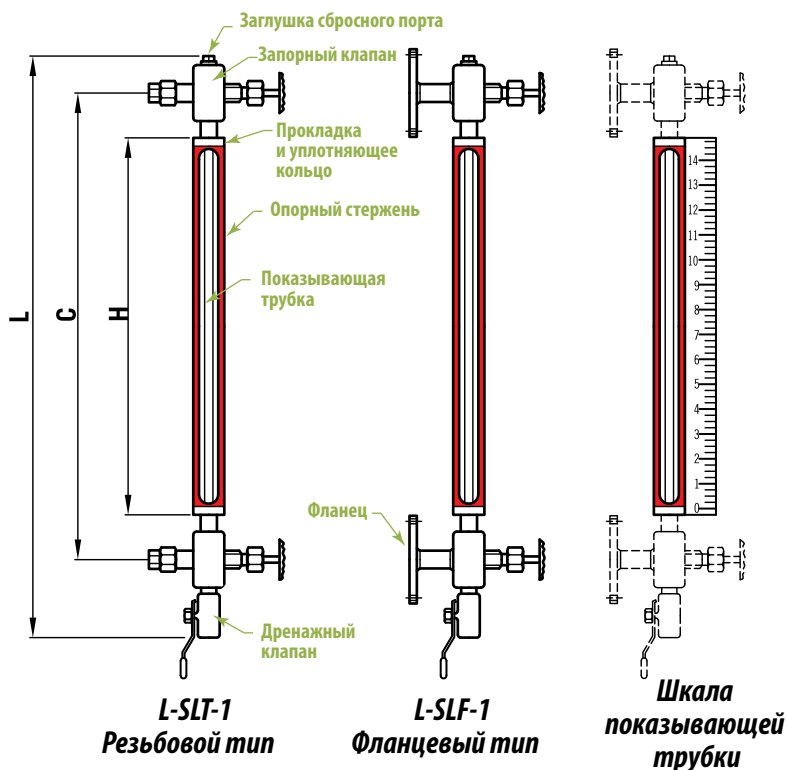 Заглушка сбросного порта
Запорный клапан
Прокладка
и уплотняющее
кольцо
Опорный стержень
Показывающая
трубка
L
C
H
Фланец
Дренажный
клапан
14
13
12
11
10
9
8
7
6
5
4
3
2
1
0
L-SLT-1
Резьбовой тип
L-SLF-1
Фланцевый тип
Шкала
показывающей
трубки